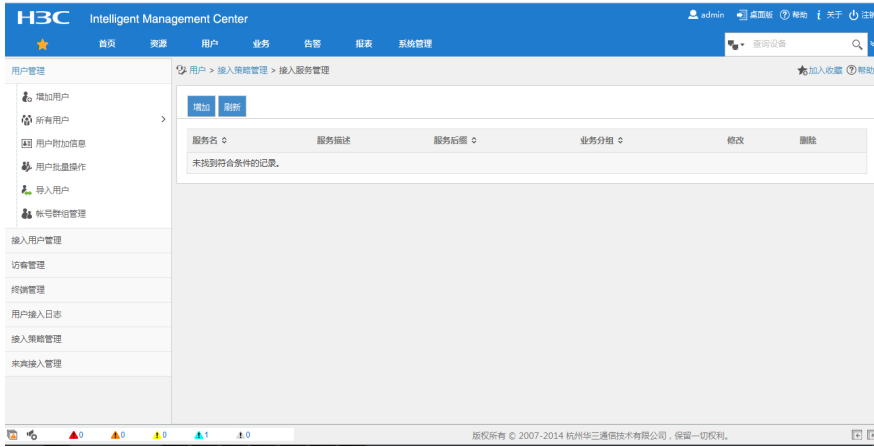 H3C Intelligent Management Center admin 桌面版 帮助 关于
首页 资源 用户 业务 告警 报表 系统管理 查询设备
用户管理 用户 > 接入策略管理 > 接入服务管理 加入收藏 帮助
增加用户
所有用户
用户附加信息
用户批量操作
导入用户
帐号群组管理
接入用户管理
访客管理
终端管理
用户接入日志
接入策略管理
来宾接入管理
增加 刷新
服务名 服务描述 服务后缀 业务分组 修改 删除
未找到符合条件的记录。
0 0 0 1 0 版权所有 © 2007-2014 杭州华三通信技术有限公司，保留一切权利。